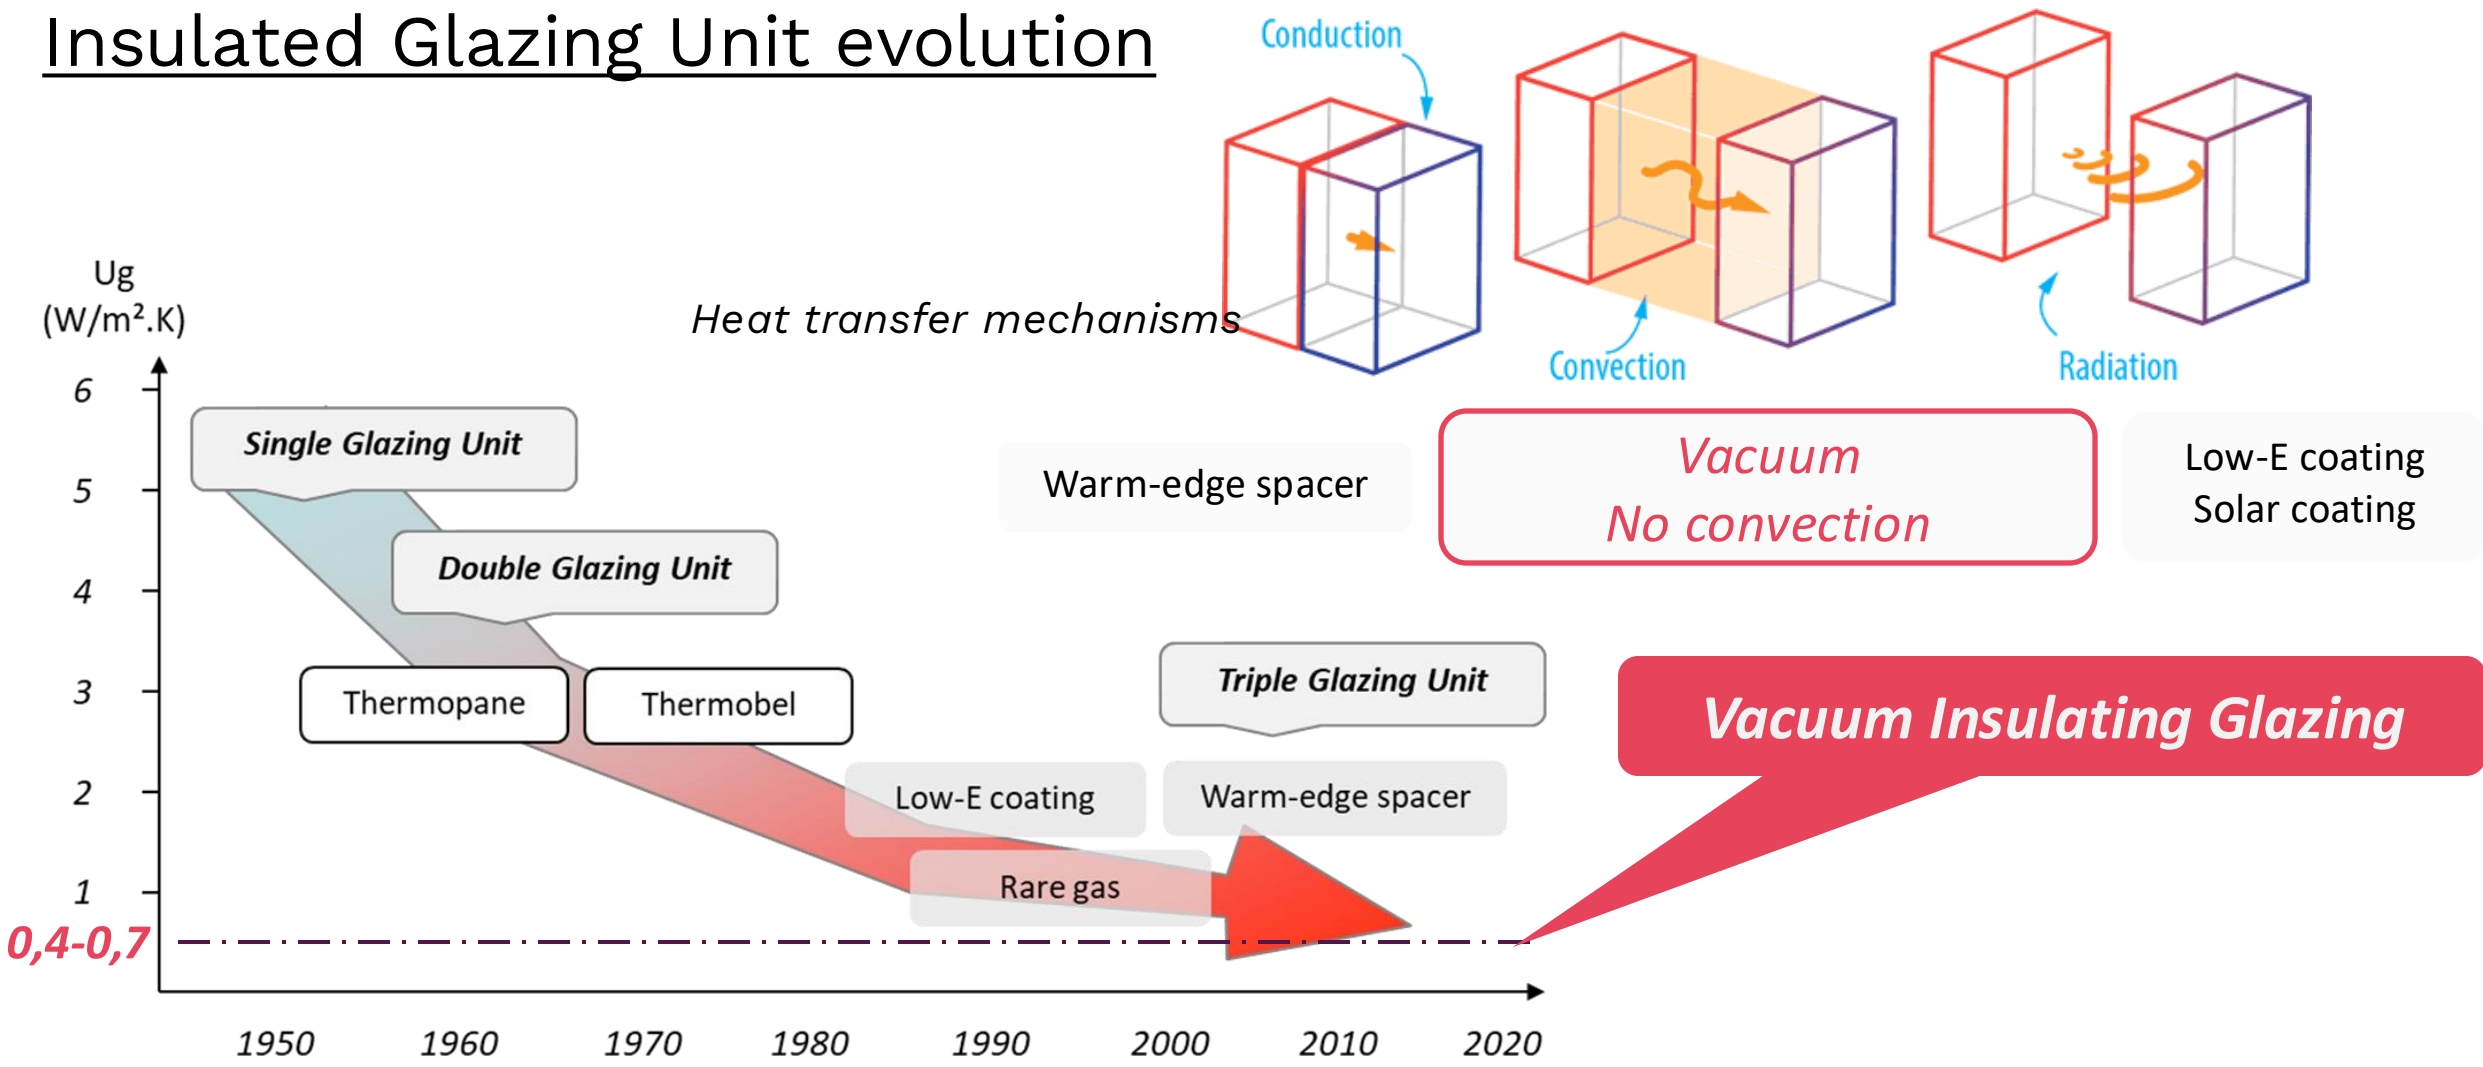 Insulated Glazing Unit evolution
Conduction
Heat transfer mechanisms
Convection
Radiation
Warm-edge spacer
Vacuum
No convection
Low-E coating
Solar coating
Ug
(W/m².K)
6
5
4
3
2
1
0,4-0,7
Single Glazing Unit
Double Glazing Unit
Thermopane
Thermobel
Triple Glazing Unit
Vacuum Insulating Glazing
Low-E coating
Warm-edge spacer
Rare gas
1950
1960
1970
1980
1990
2000
2010
2020